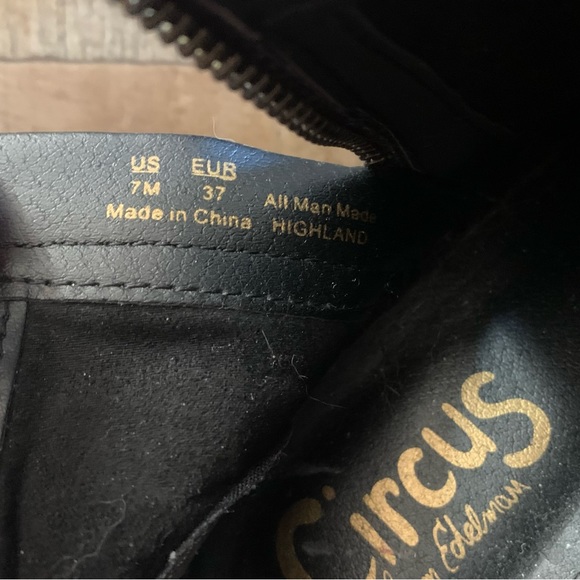 US EUR
7M 37
Made in China
All Man Made
HIGHLAND
Circus
Edelman